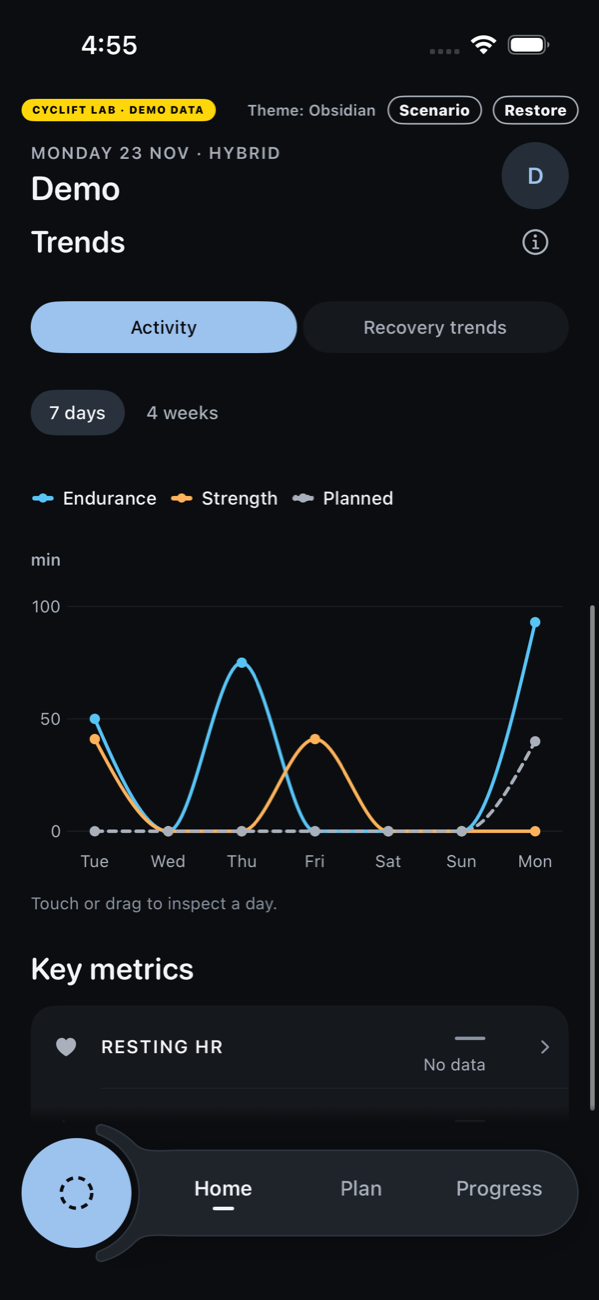 4:55
CYCLIFT LAB · DEMO DATA
Theme: Obsidian
Scenario
Restore
MONDAY 23 NOV · HYBRID
Demo
D
Trends
Activity
Recovery trends
7 days
4 weeks
Endurance
Strength
Planned
min
100
50
0
Tue Wed Thu Fri Sat Sun Mon
Touch or drag to inspect a day.
Key metrics
RESTING HR
No data
Home
Plan
Progress